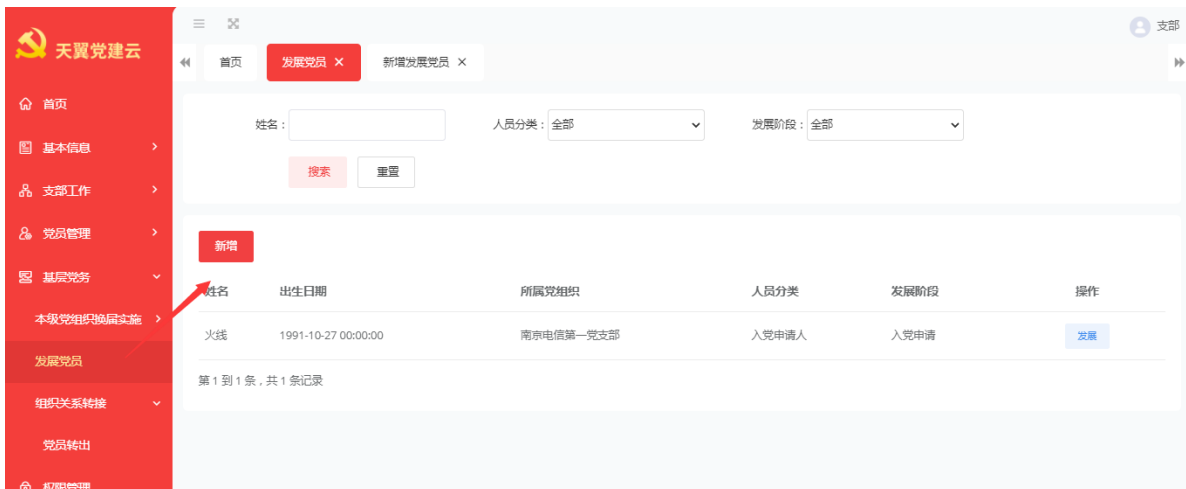 天翼党建云
首页
基本信息
支部工作
党员管理
基层党务
本级党组织换届实施
发展党员
组织关系转接
党员转出
权限管理
支部
首页
发展党员
新增发展党员
姓名：
人员分类：全部
发展阶段：全部
搜索
重置
新增
姓名 出生日期 所属党组织 人员分类 发展阶段 操作
火线 1991-10-27 00:00:00 南京电信第一党支部 入党申请人 入党申请 发展
第 1 到 1 条，共 1 条记录